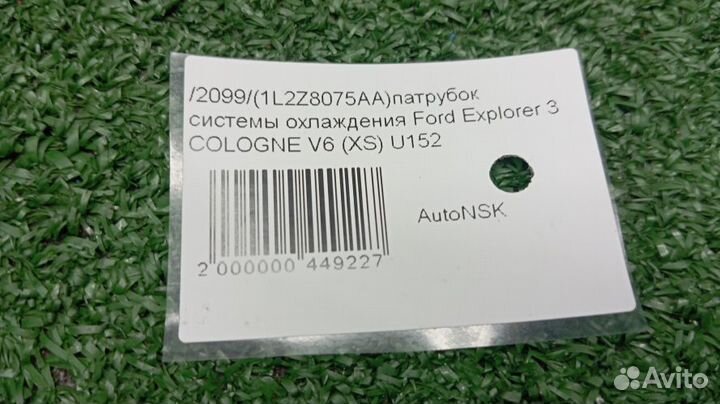 /2099/(1L2Z8075AA)патрубок
системы охлаждения Ford Explorer 3
COLOGNE V6 (XS) U152
AutoNSK
2 000000 449227
Avito